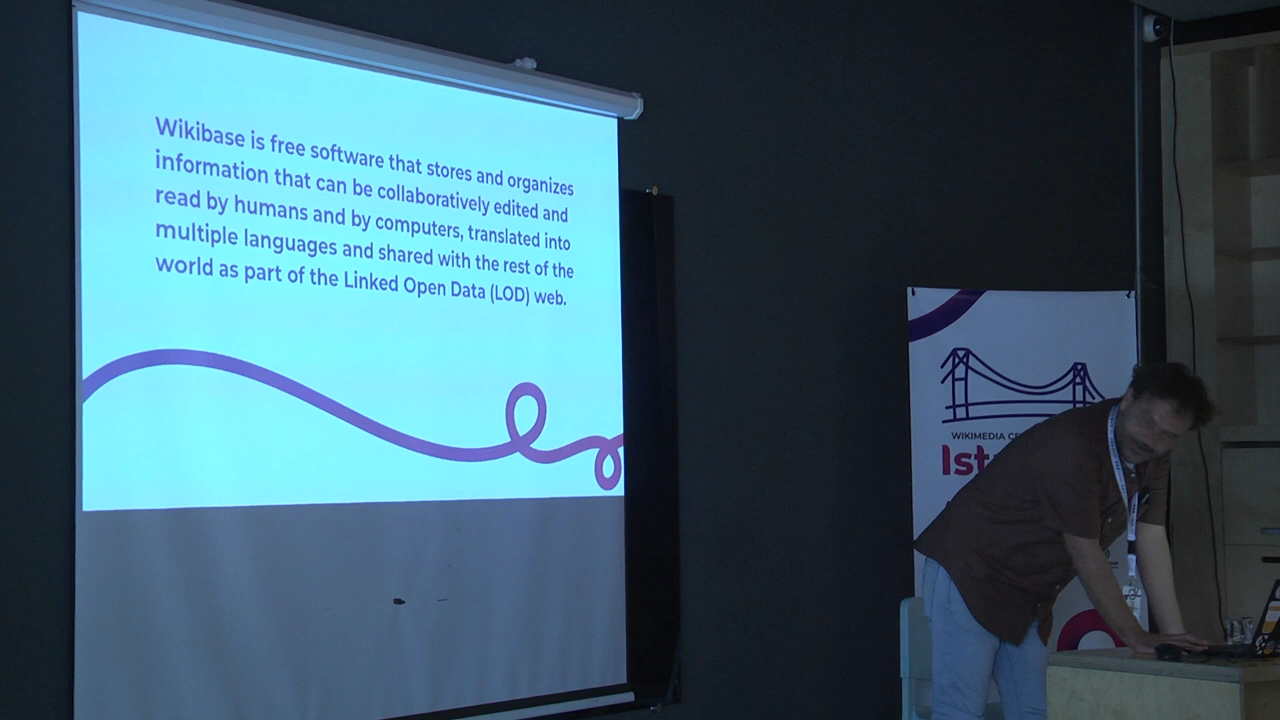 Wikibase is free software that stores and organizes
information that can be collaboratively edited and
read by humans and by computers, translated into
multiple languages and shared with the rest of the
world as part of the Linked Open Data (LOD) web.
WIKIMEDIA